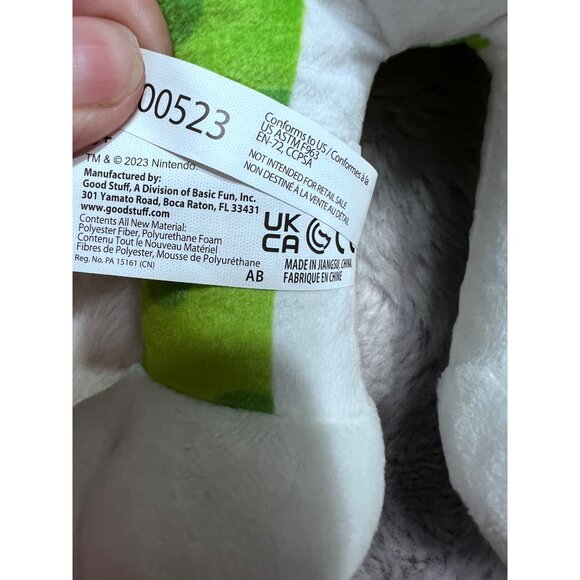 00523
Conforms to US / Conformes à la
US ASTM F963
EN-72, CCPSA
NOT INTENDED FOR RETAIL SALE
NON DESTINÉ À LA VENTE AU DÉTAIL
TM & © 2023 Nintendo.
Manufactured by:
Good Stuff, A Division of Basic Fun, Inc.
301 Yamato Road, Boca Raton, FL 33431
www.goodstuff.com
Contents All New Material:
Polyester Fiber, Polyurethane Foam
Contenu Tout le Nouveau Matériel
Fibres de Polyester, Mousse de Polyuréthane
Reg. No. PA 15161 (CN)
AB
UK
CA
MADE IN JIANGSU, CHINA
FABRIQUE EN CHINE